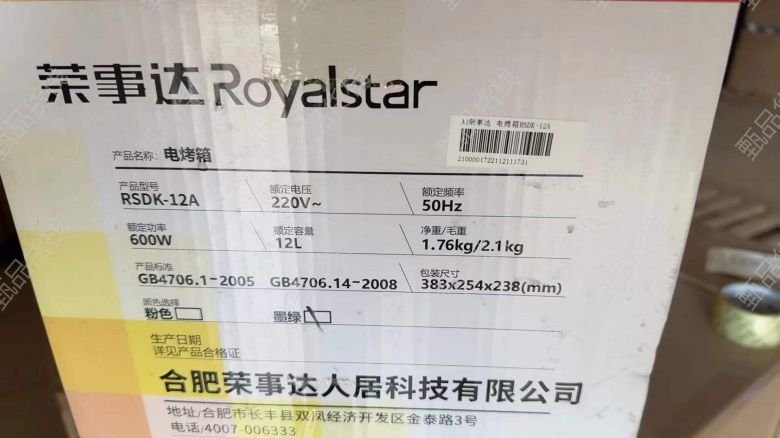 荣事达Royalstar
A1荣事达 电烤箱RSDK-12A
2100001722112111731
产品名称: 电烤箱
产品型号 额定电压 额定频率
RSDK-12A 220V~ 50Hz
额定功率 额定容量 净重/毛重
600W 12L 1.76kg/2.1kg
产品标准 包装尺寸
GB4706.1-2005 GB4706.14-2008 383x254x238(mm)
颜色选择
粉色 墨绿
生产日期
详见产品合格证
合肥荣事达人居科技有限公司
地址/合肥市长丰县双凤经济开发区金泰路3号
电话/4007-006333
甄品货栈